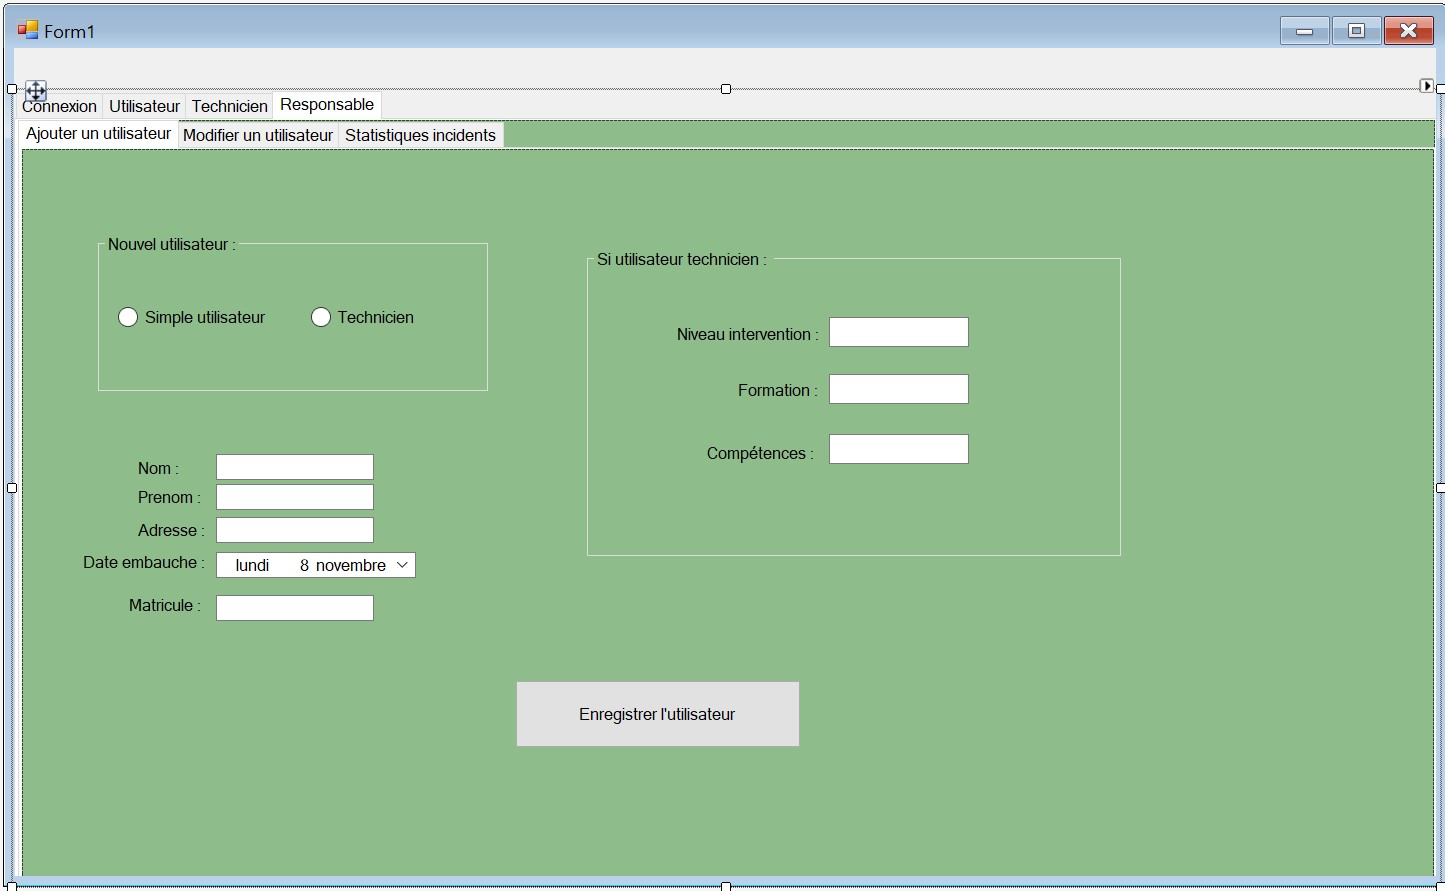 Form1
Connexion Utilisateur Technicien Responsable
Ajouter un utilisateur Modifier un utilisateur Statistiques incidents
Nouvel utilisateur :
Simple utilisateur Technicien
Si utilisateur technicien :
Niveau intervention :
Formation :
Compétences :
Nom :
Prenom :
Adresse :
Date embauche : lundi 8 novembre
Matricule :
Enregistrer l'utilisateur